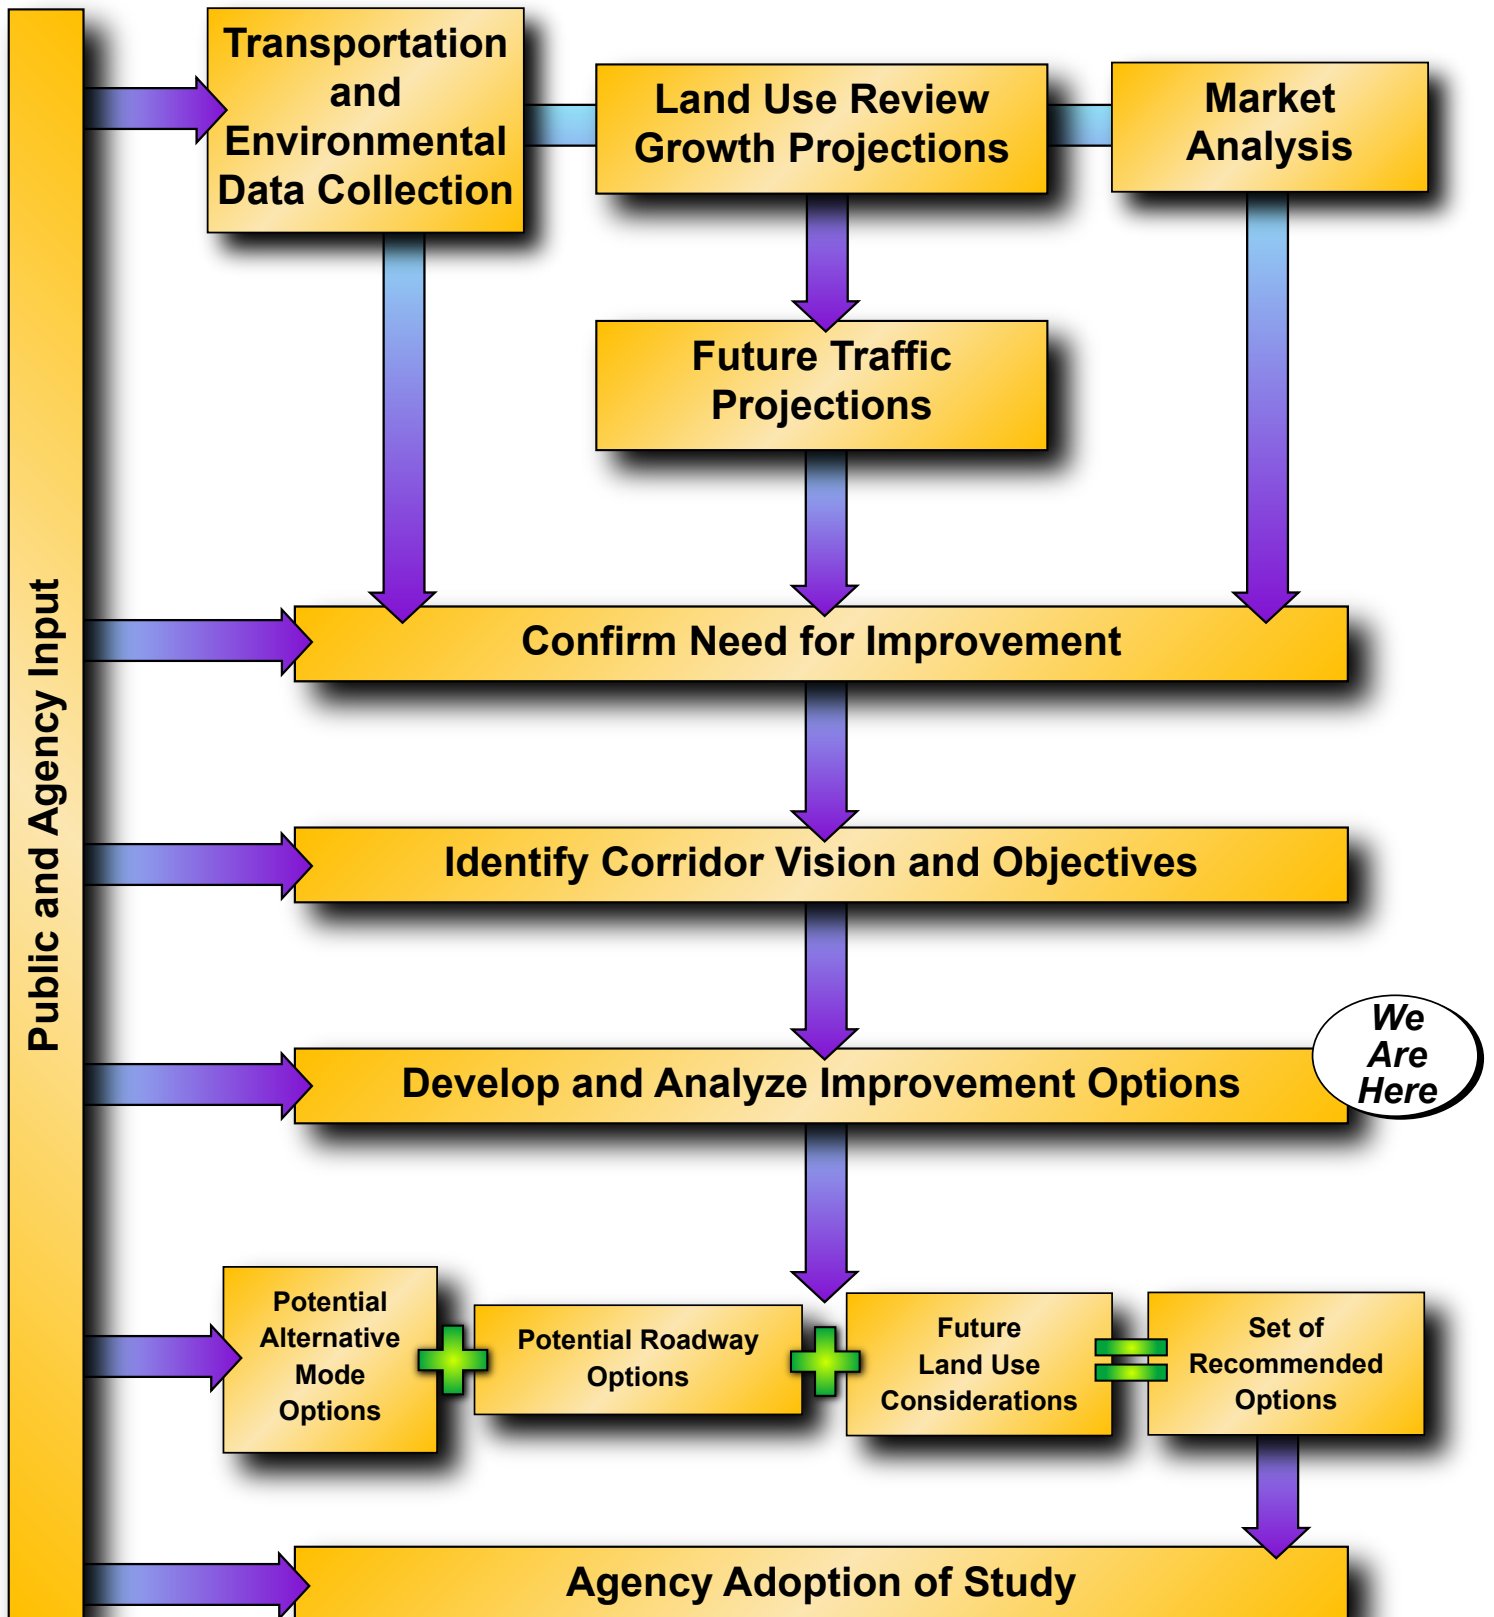 Public and Agency Input
Transportation
and
Environmental
Data Collection
Land Use Review
Growth Projections
Market
Analysis
Future Traffic
Projections
Confirm Need for Improvement
Identify Corridor Vision and Objectives
Develop and Analyze Improvement Options
We
Are
Here
Potential
Alternative
Mode
Options
Potential Roadway
Options
Future
Land Use
Considerations
Set of
Recommended
Options
Agency Adoption of Study